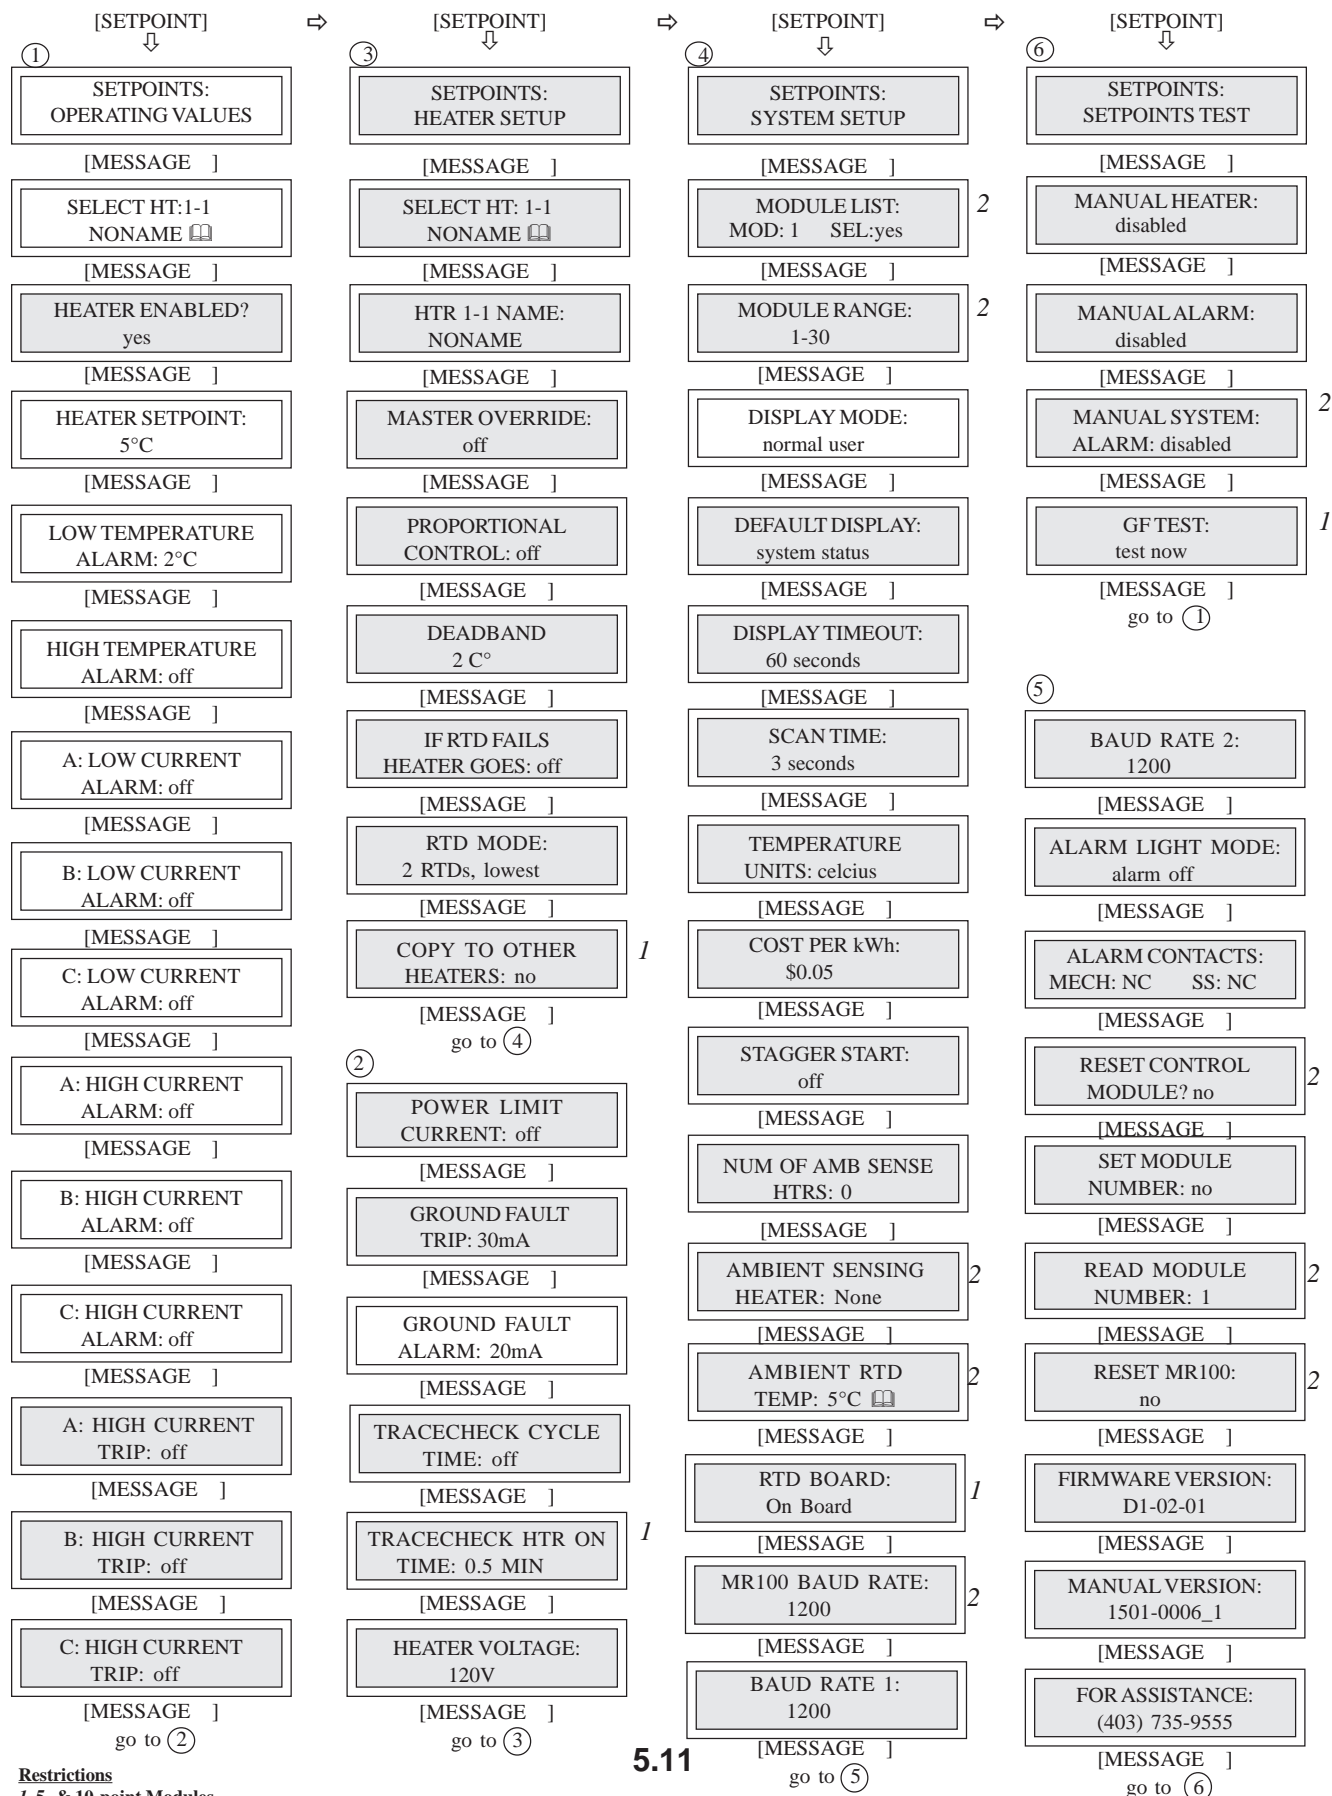 [SETPOINT]
1
SETPOINTS:
OPERATING VALUES
[MESSAGE ]
SELECT HT:1-1
NONAME
[MESSAGE ]
HEATER ENABLED?
yes
[MESSAGE ]
HEATER SETPOINT:
5°C
[MESSAGE ]
LOW TEMPERATURE
ALARM: 2°C
[MESSAGE ]
HIGH TEMPERATURE
ALARM: off
[MESSAGE ]
A: LOW CURRENT
ALARM: off
[MESSAGE ]
B: LOW CURRENT
ALARM: off
[MESSAGE ]
C: LOW CURRENT
ALARM: off
[MESSAGE ]
A: HIGH CURRENT
ALARM: off
[MESSAGE ]
B: HIGH CURRENT
ALARM: off
[MESSAGE ]
C: HIGH CURRENT
ALARM: off
[MESSAGE ]
A: HIGH CURRENT
TRIP: off
[MESSAGE ]
B: HIGH CURRENT
TRIP: off
[MESSAGE ]
C: HIGH CURRENT
TRIP: off
[MESSAGE ]
go to 2
Restrictions
1 5- & 10-point Modules
⇨ [SETPOINT]
3
SETPOINTS:
HEATER SETUP
[MESSAGE ]
SELECT HT: 1-1
NONAME
[MESSAGE ]
HTR 1-1 NAME:
NONAME
[MESSAGE ]
MASTER OVERRIDE:
off
[MESSAGE ]
PROPORTIONAL
CONTROL: off
[MESSAGE ]
DEADBAND
2 C°
[MESSAGE ]
IF RTD FAILS
HEATER GOES: off
[MESSAGE ]
RTD MODE:
2 RTDs, lowest
[MESSAGE ]
COPY TO OTHER 1
HEATERS: no
[MESSAGE ]
go to 4
2
POWER LIMIT
CURRENT: off
[MESSAGE ]
GROUND FAULT
TRIP: 30mA
[MESSAGE ]
GROUND FAULT
ALARM: 20mA
[MESSAGE ]
TRACECHECK CYCLE
TIME: off
[MESSAGE ]
TRACECHECK HTR ON 1
TIME: 0.5 MIN
[MESSAGE ]
HEATER VOLTAGE:
120V
[MESSAGE ]
go to 3
⇨ [SETPOINT]
4
SETPOINTS:
SYSTEM SETUP
[MESSAGE ]
MODULE LIST: 2
MOD: 1 SEL:yes
[MESSAGE ]
MODULE RANGE: 2
1-30
[MESSAGE ]
DISPLAY MODE:
normal user
[MESSAGE ]
DEFAULT DISPLAY:
system status
[MESSAGE ]
DISPLAY TIMEOUT:
60 seconds
[MESSAGE ]
SCAN TIME:
3 seconds
[MESSAGE ]
TEMPERATURE
UNITS: celcius
[MESSAGE ]
COST PER kWh:
$0.05
[MESSAGE ]
STAGGER START:
off
[MESSAGE ]
NUM OF AMB SENSE
HTRS: 0
[MESSAGE ]
AMBIENT SENSING 2
HEATER: None
[MESSAGE ]
AMBIENT RTD 2
TEMP: 5°C
[MESSAGE ]
RTD BOARD: 1
On Board
[MESSAGE ]
MR100 BAUD RATE: 2
1200
[MESSAGE ]
BAUD RATE 1:
1200
[MESSAGE ]
go to 5
⇨ [SETPOINT]
6
SETPOINTS:
SETPOINTS TEST
[MESSAGE ]
MANUAL HEATER:
disabled
[MESSAGE ]
MANUAL ALARM:
disabled
[MESSAGE ]
MANUAL SYSTEM: 2
ALARM: disabled
[MESSAGE ]
GF TEST: 1
test now
[MESSAGE ]
go to 1
5
BAUD RATE 2:
1200
[MESSAGE ]
ALARM LIGHT MODE:
alarm off
[MESSAGE ]
ALARM CONTACTS:
MECH: NC SS: NC
[MESSAGE ]
RESET CONTROL 2
MODULE? no
[MESSAGE ]
SET MODULE
NUMBER: no
[MESSAGE ]
READ MODULE 2
NUMBER: 1
[MESSAGE ]
RESET MR100: 2
no
[MESSAGE ]
FIRMWARE VERSION:
D1-02-01
[MESSAGE ]
MANUAL VERSION:
1501-0006_1
[MESSAGE ]
FOR ASSISTANCE:
(403) 735-9555
[MESSAGE ]
go to 6
5.11